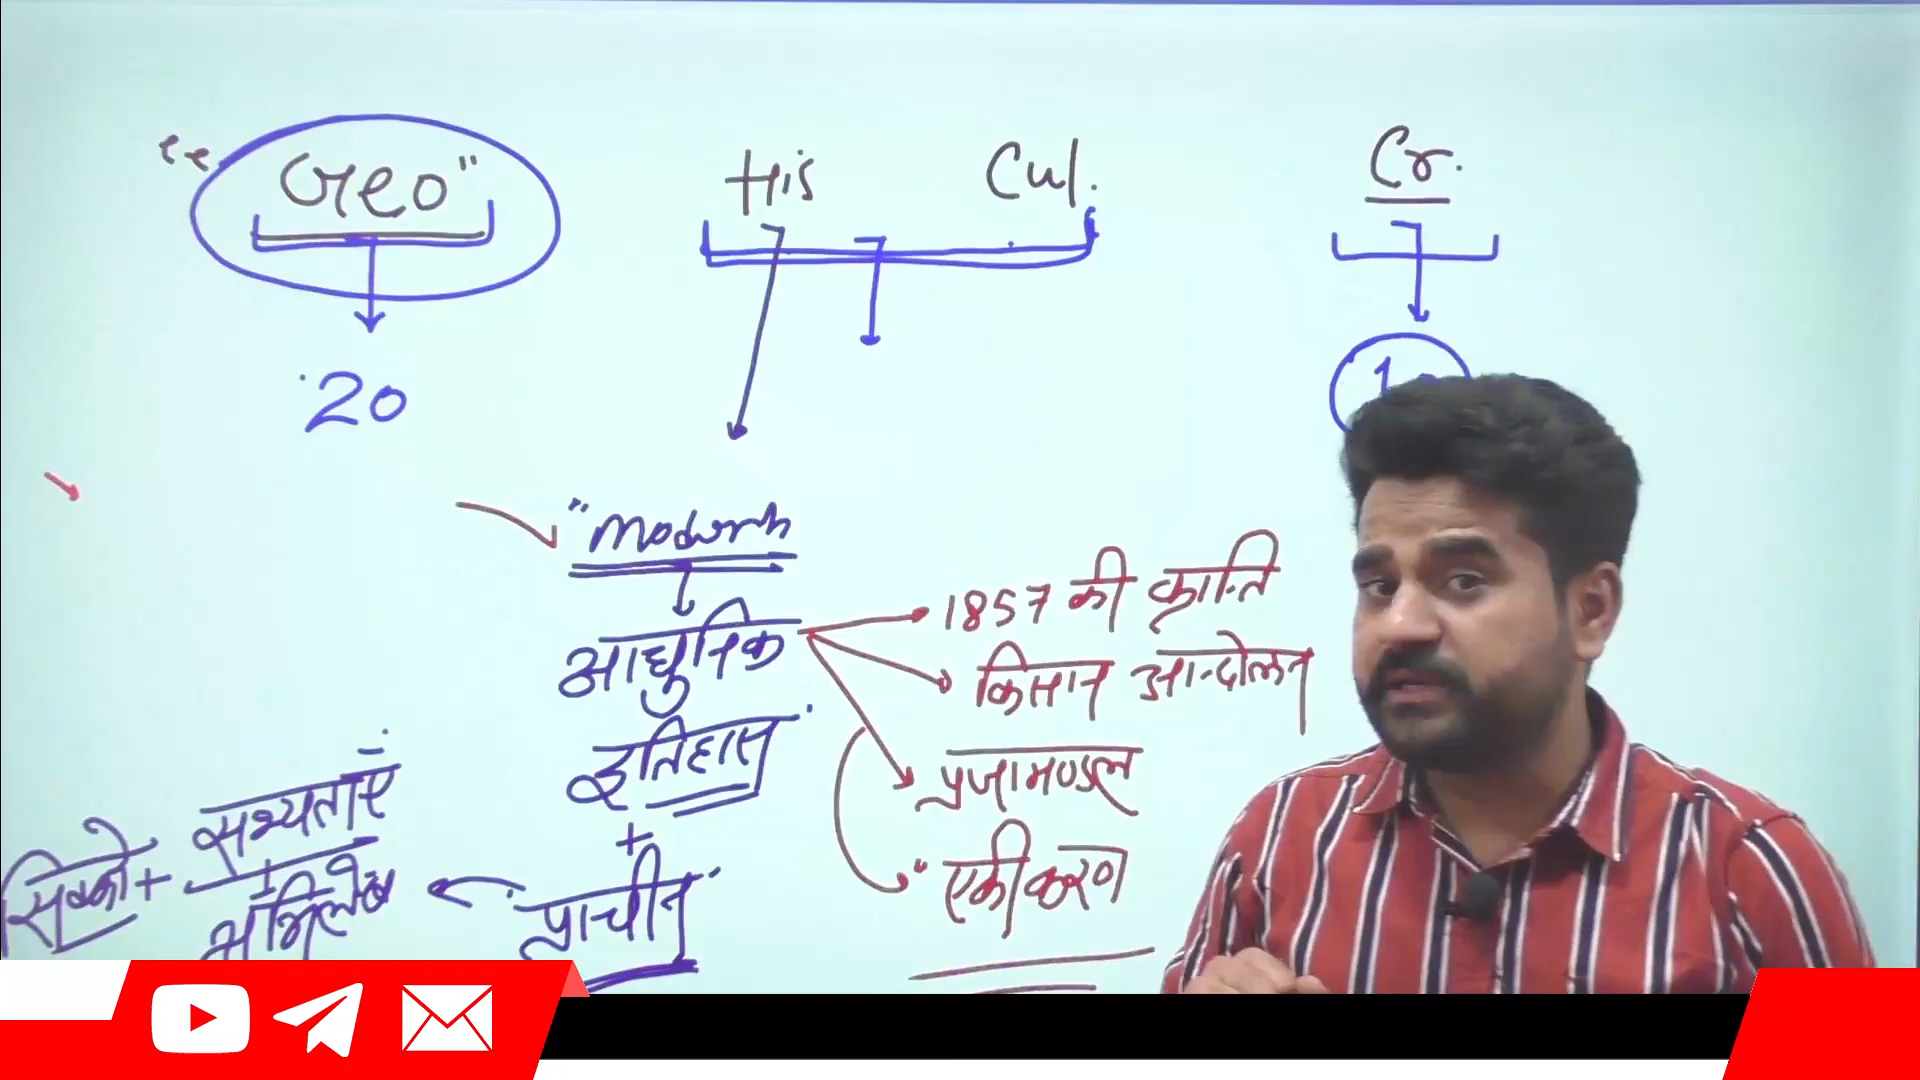 "Geo"
His Cul.
Cr.
20
"Modern
आधुनिक
इतिहास
+
प्राचीन
1857 की क्रान्ति
किसान आन्दोलन
प्रजामण्डल
"एकीकरण
सभ्यताएं
+
अभिलेख
सिक्को +